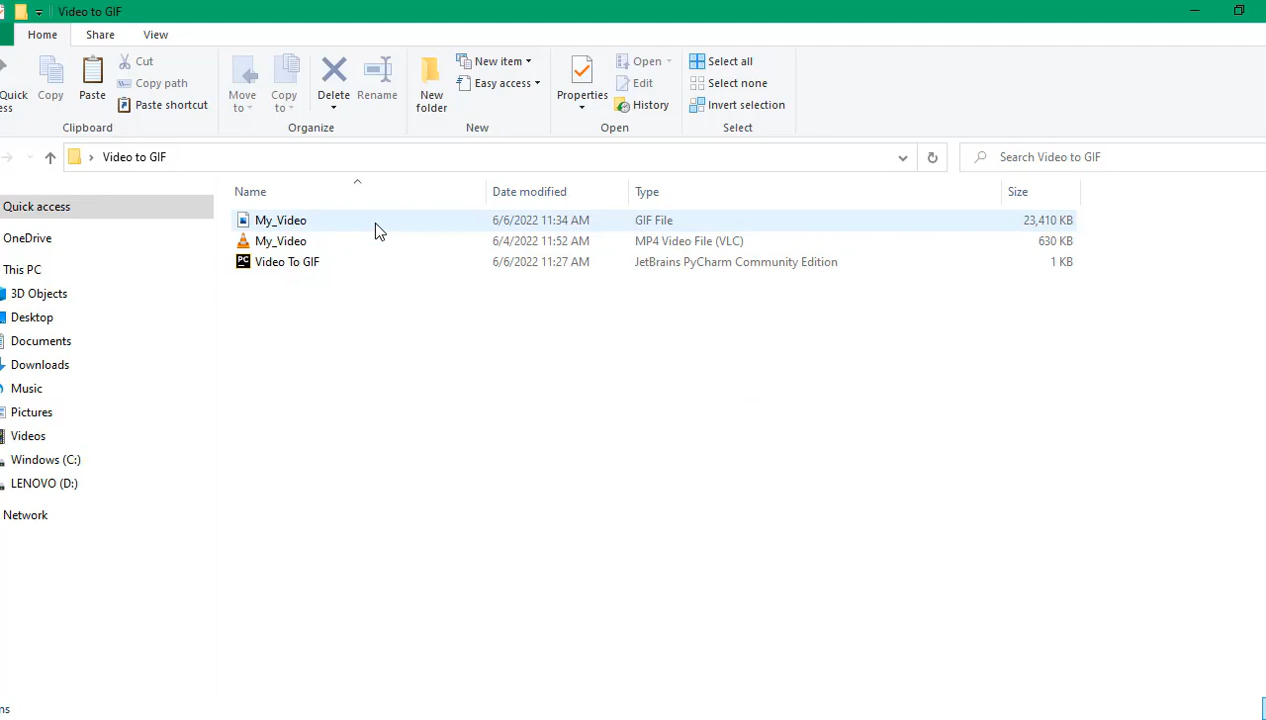 Video to GIF
Home Share View
Quick
ess
Copy
Paste
Cut
Copy path
Paste shortcut
Clipboard
Move
to
Copy
to
Delete
Rename
Organize
New
folder
New item
Easy access
New
Properties
Open
Edit
History
Open
Select all
Select none
Invert selection
Select
Video to GIF
Search Video to GIF
Name Date modified Type Size
My_Video 6/6/2022 11:34 AM GIF File 23,410 KB
My_Video 6/4/2022 11:52 AM MP4 Video File (VLC) 630 KB
PC Video To GIF 6/6/2022 11:27 AM JetBrains PyCharm Community Edition 1 KB
Quick access
OneDrive
This PC
3D Objects
Desktop
Documents
Downloads
Music
Pictures
Videos
Windows (C:)
LENOVO (D:)
Network
ms